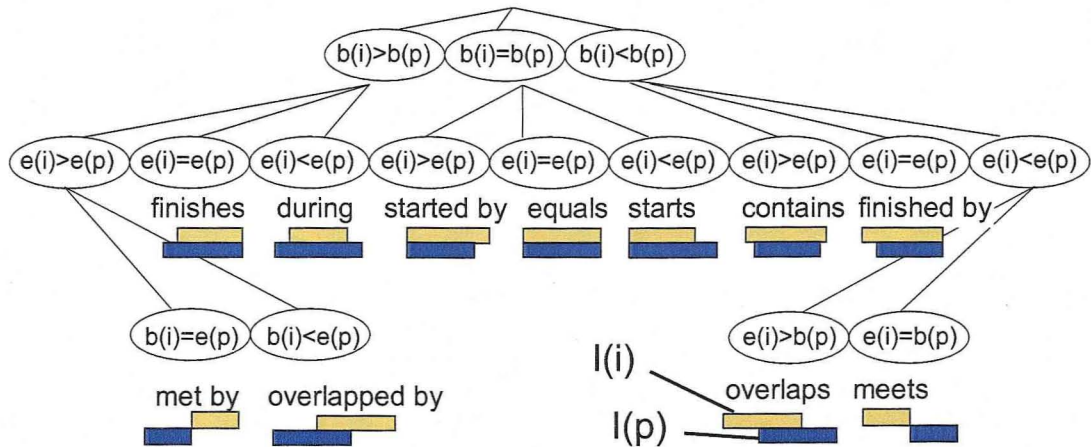 b(i)>b(p) b(i)=b(p) b(i)<b(p)
e(i)>e(p) e(i)=e(p) e(i)<e(p) e(i)>e(p) e(i)=e(p) e(i)<e(p) e(i)>e(p) e(i)=e(p) e(i)<e(p)
finishes during started by equals starts contains finished by
b(i)=e(p) b(i)<e(p) e(i)>b(p) e(i)=b(p)
I(i)
met by overlapped by overlaps meets
I(p)